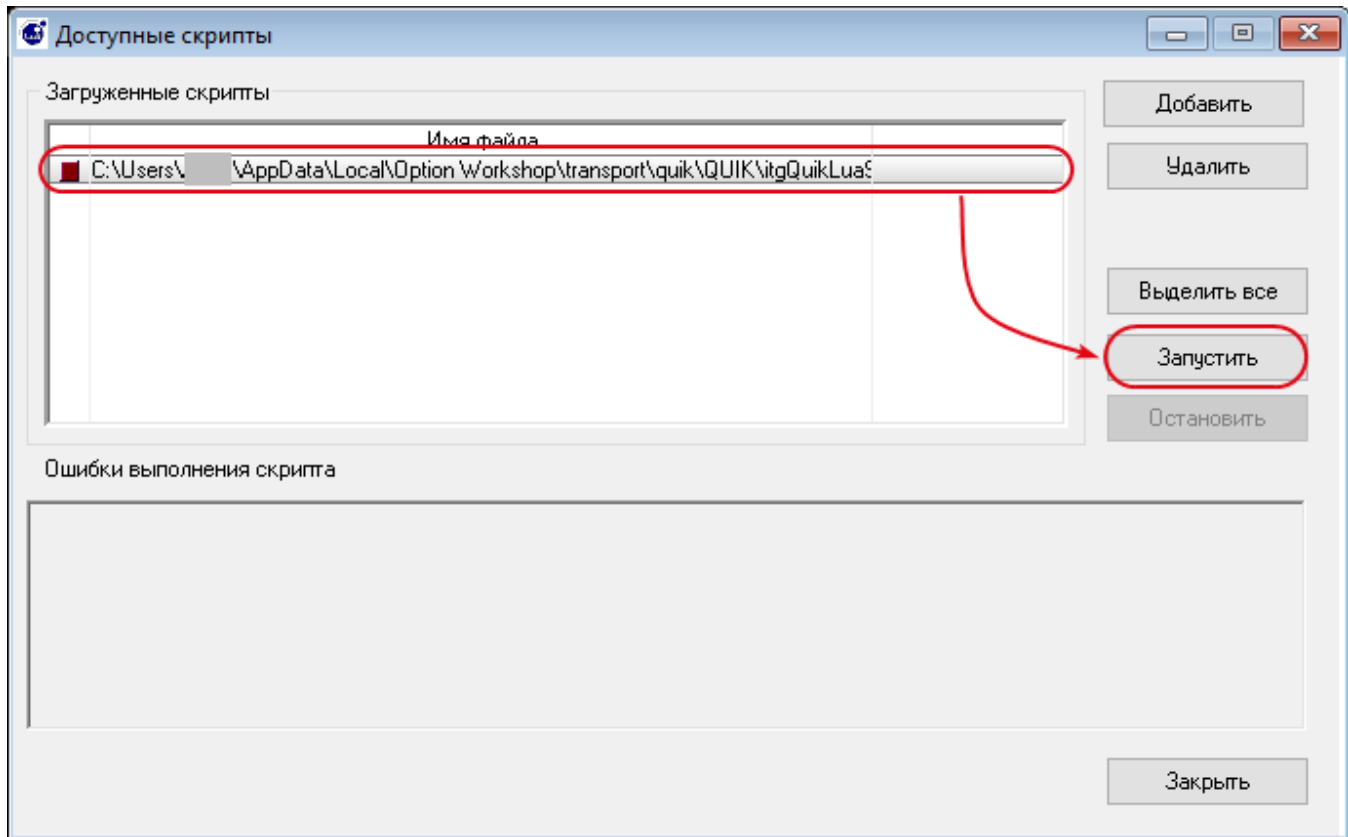 Доступные скрипты
Загруженные скрипты
Добавить
Имя файла
C:\Users\ \AppData\Local\Option Workshop\transport\quik\QUIK\itgQuikLuaS
Удалить
Выделить все
Запустить
Остановить
Ошибки выполнения скрипта
Закрыть